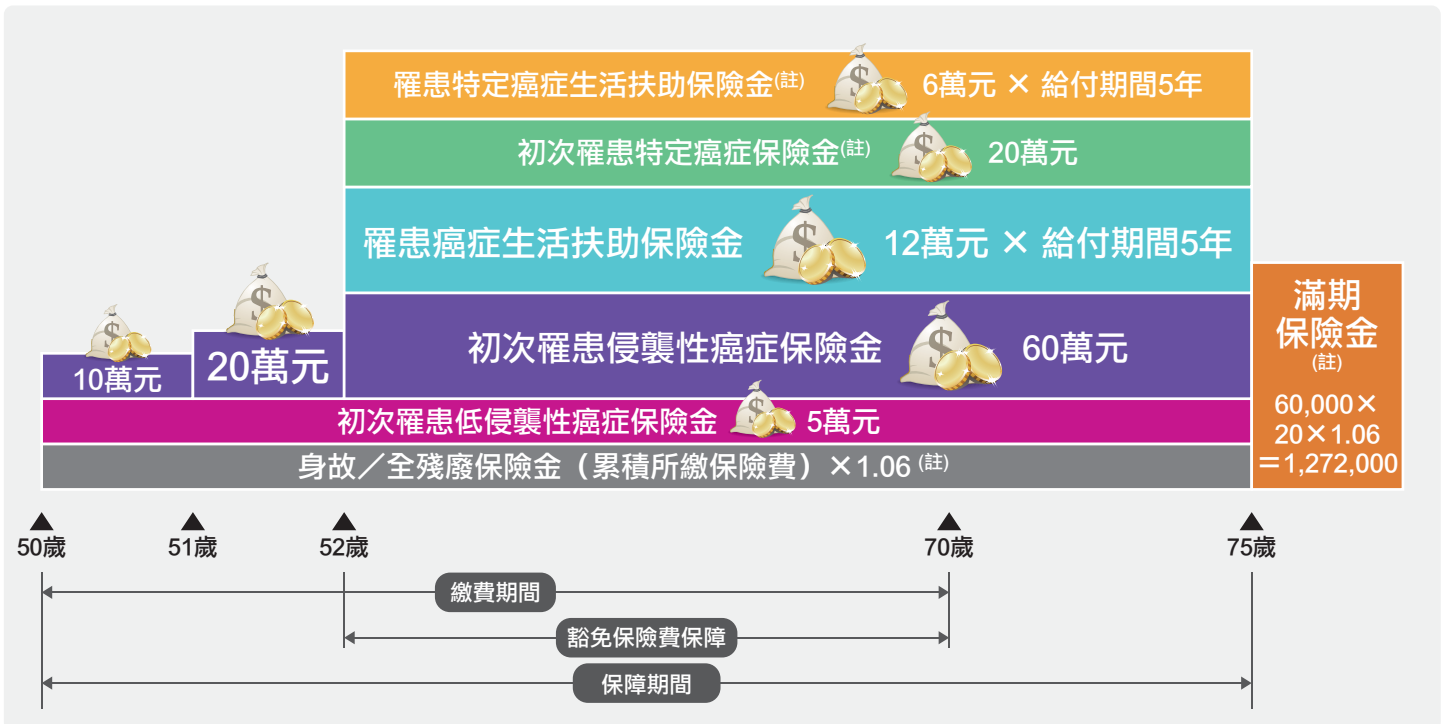 罹患特定癌症生活扶助保險金(註) 6萬元 × 給付期間5年
初次罹患特定癌症保險金(註) 20萬元
罹患癌症生活扶助保險金 12萬元 × 給付期間5年
10萬元
20萬元
初次罹患侵襲性癌症保險金 60萬元
初次罹患低侵襲性癌症保險金 5萬元
身故／全殘廢保險金（累積所繳保險費）×1.06 (註)
滿期
保險金
(註)
60,000×
20×1.06
＝1,272,000
50歲 51歲 52歲 70歲 75歲
繳費期間
豁免保險費保障
保障期間